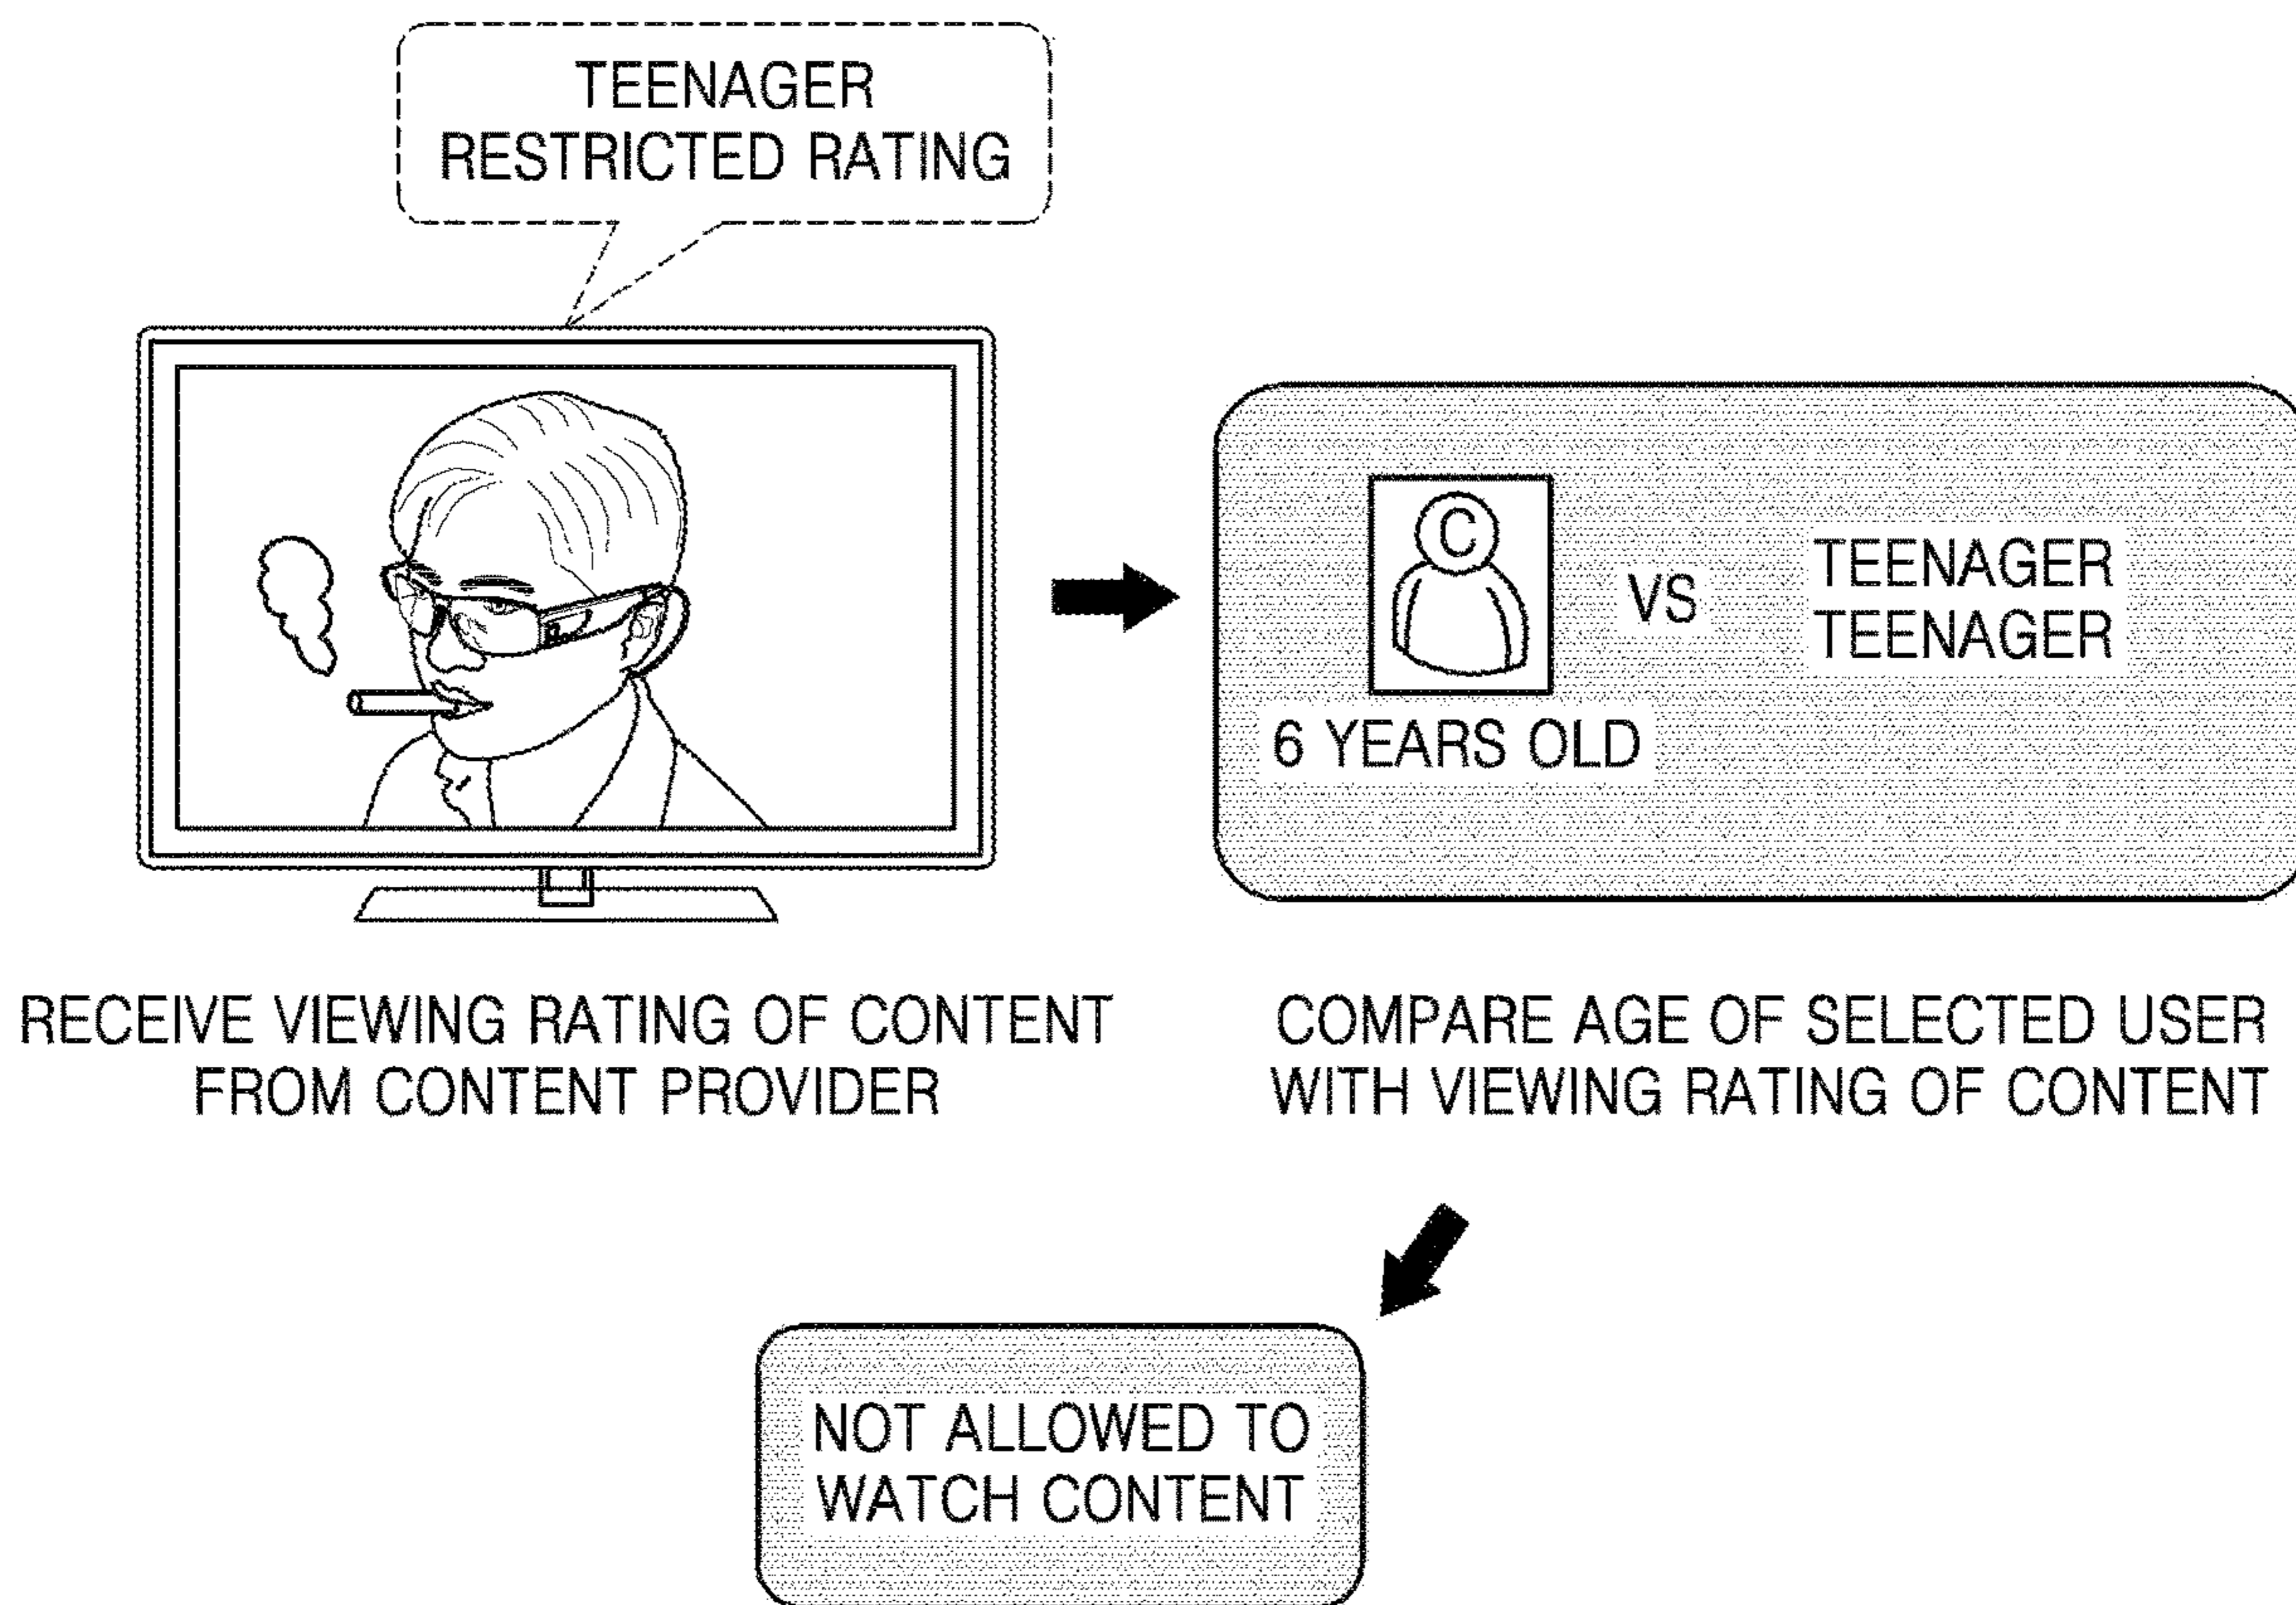 TEENAGER
RESTRICTED RATING
C
VS
TEENAGER
TEENAGER
6 YEARS OLD
RECEIVE VIEWING RATING OF CONTENT
FROM CONTENT PROVIDER
COMPARE AGE OF SELECTED USER
WITH VIEWING RATING OF CONTENT
NOT ALLOWED TO
WATCH CONTENT